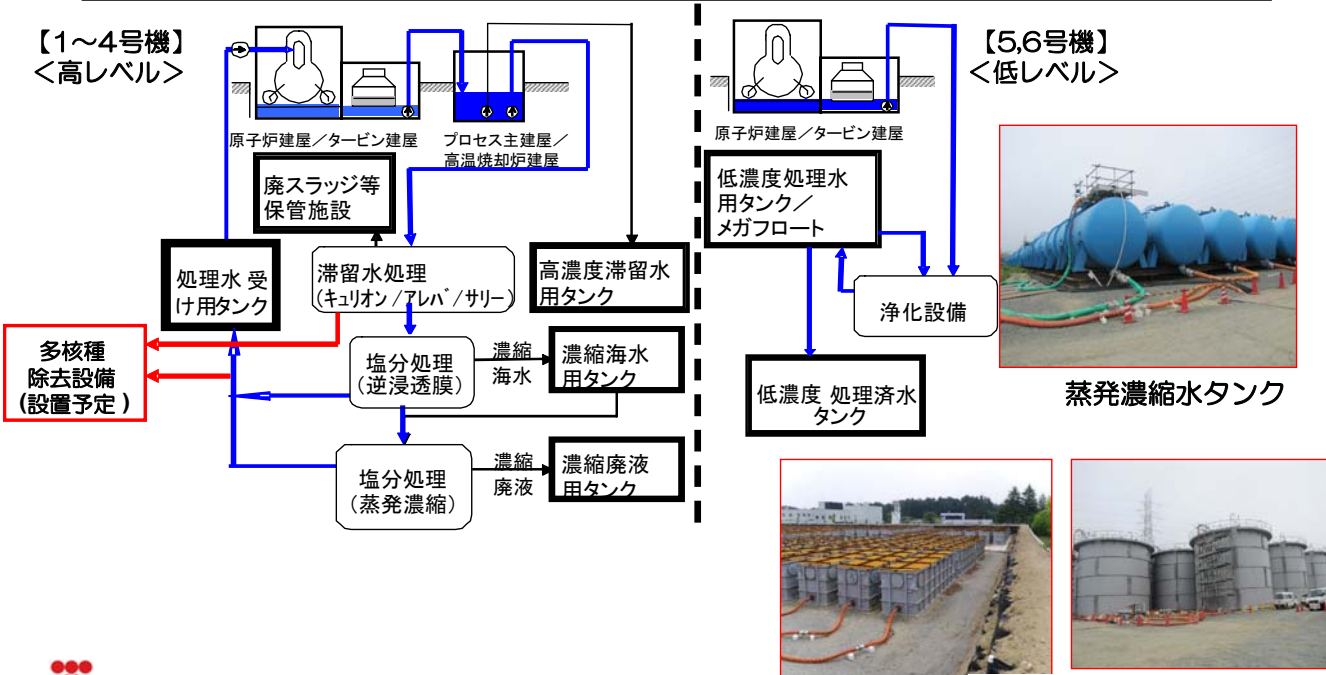 【1～4号機】
＜高レベル＞
原子炉建屋／タービン建屋
プロセス主建屋／
高温焼却炉建屋
廃スラッジ等
保管施設
処理水 受
け用タンク
滞留水処理
(キュリオン/アレバ/サリー)
高濃度滞留水
用タンク
多核種
除去設備
(設置予定 )
塩分処理
(逆浸透膜)
濃縮
海水
濃縮海水
用タンク
塩分処理
(蒸発濃縮)
濃縮
廃液
濃縮廃液
用タンク
【5,6号機】
＜低レベル＞
原子炉建屋／タービン建屋
低濃度処理水
用タンク／
メガフロート
浄化設備
低濃度 処理済水
タンク
蒸発濃縮水タンク